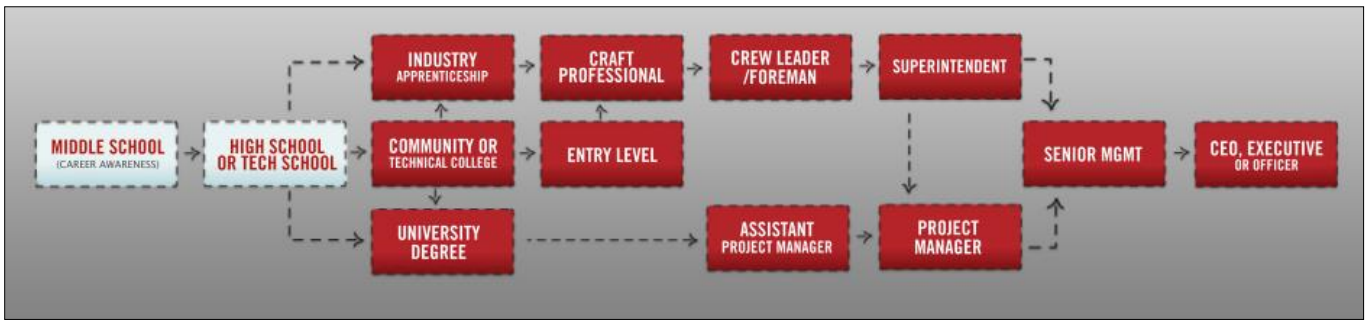 INDUSTRY
APPRENTICESHIP
CRAFT
PROFESSIONAL
CREW LEADER
/FOREMAN
SUPERINTENDENT
MIDDLE SCHOOL
(CAREER AWARENESS)
HIGH SCHOOL
OR TECH SCHOOL
COMMUNITY OR
TECHNICAL COLLEGE
ENTRY LEVEL
SENIOR MGMT
CEO, EXECUTIVE
OR OFFICER
UNIVERSITY
DEGREE
ASSISTANT
PROJECT MANAGER
PROJECT
MANAGER